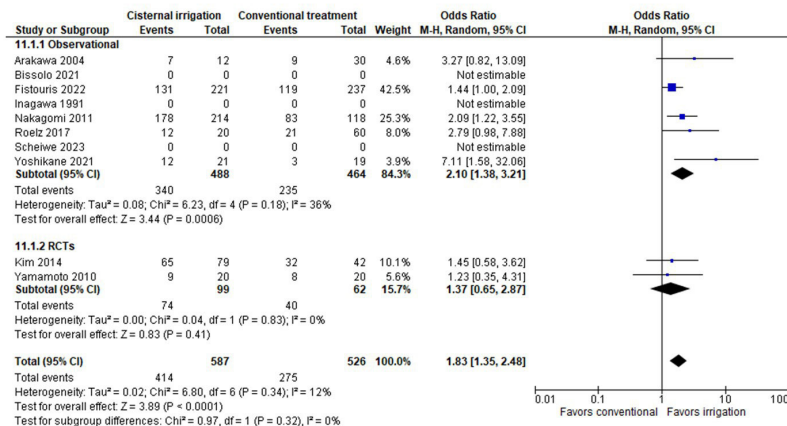 Cisternal irrigation Conventional treatment Odds Ratio Odds Ratio
Study or Subgroup Events Total Events Total Weight M-H, Random, 95% CI M-H, Random, 95% CI
11.1.1 Observational
Arakawa 2004 7 12 9 30 4.6% 3.27 [0.82, 13.09]
Bissolo 2021 0 0 0 0 Not estimable
Fistouris 2022 131 221 119 237 42.5% 1.44 [1.00, 2.09]
Inagawa 1991 0 0 0 0 Not estimable
Nakagomi 2011 178 214 83 118 25.3% 2.09 [1.22, 3.55]
Roelz 2017 12 20 21 60 8.0% 2.79 [0.98, 7.88]
Scheiwe 2023 0 0 0 0 Not estimable
Yoshikane 2021 12 21 3 19 3.9% 7.11 [1.58, 32.06]
Subtotal (95% CI) 488 464 84.3% 2.10 [1.38, 3.21]
Total events 340 235
Heterogeneity: Tau² = 0.08; Chi² = 6.23, df = 4 (P = 0.18); I² = 36%
Test for overall effect: Z = 3.44 (P = 0.0006)
11.1.2 RCTs
Kim 2014 65 79 32 42 10.1% 1.45 [0.58, 3.62]
Yamamoto 2010 9 20 8 20 5.6% 1.23 [0.35, 4.31]
Subtotal (95% CI) 99 62 15.7% 1.37 [0.65, 2.87]
Total events 74 40
Heterogeneity: Tau² = 0.00; Chi² = 0.04, df = 1 (P = 0.83); I² = 0%
Test for overall effect: Z = 0.83 (P = 0.41)
Total (95% CI) 587 526 100.0% 1.83 [1.35, 2.48]
Total events 414 275
Heterogeneity: Tau² = 0.02; Chi² = 6.80, df = 6 (P = 0.34); I² = 12%
Test for overall effect: Z = 3.89 (P < 0.0001)
Test for subgroup differences: Chi² = 0.97, df = 1 (P = 0.32), I² = 0%
0.01 0.1 1 10 100
Favors conventional Favors irrigation